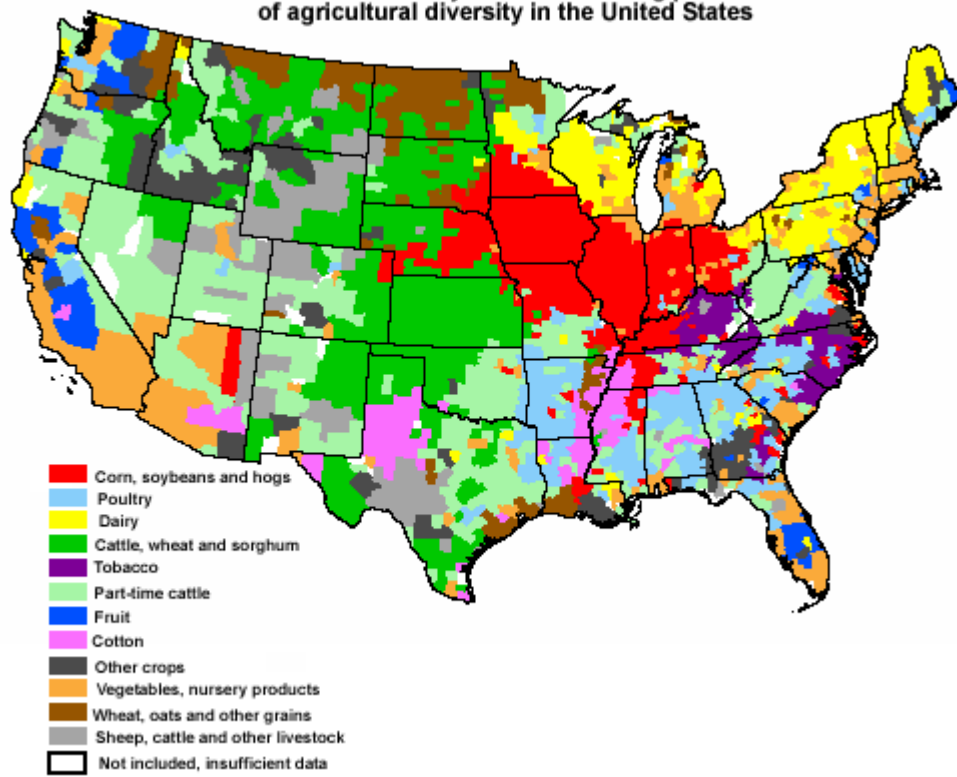 of agricultural diversity in the United States
Corn, soybeans and hogs
Poultry
Dairy
Cattle, wheat and sorghum
Tobacco
Part-time cattle
Fruit
Cotton
Other crops
Vegetables, nursery products
Wheat, oats and other grains
Sheep, cattle and other livestock
Not included, insufficient data